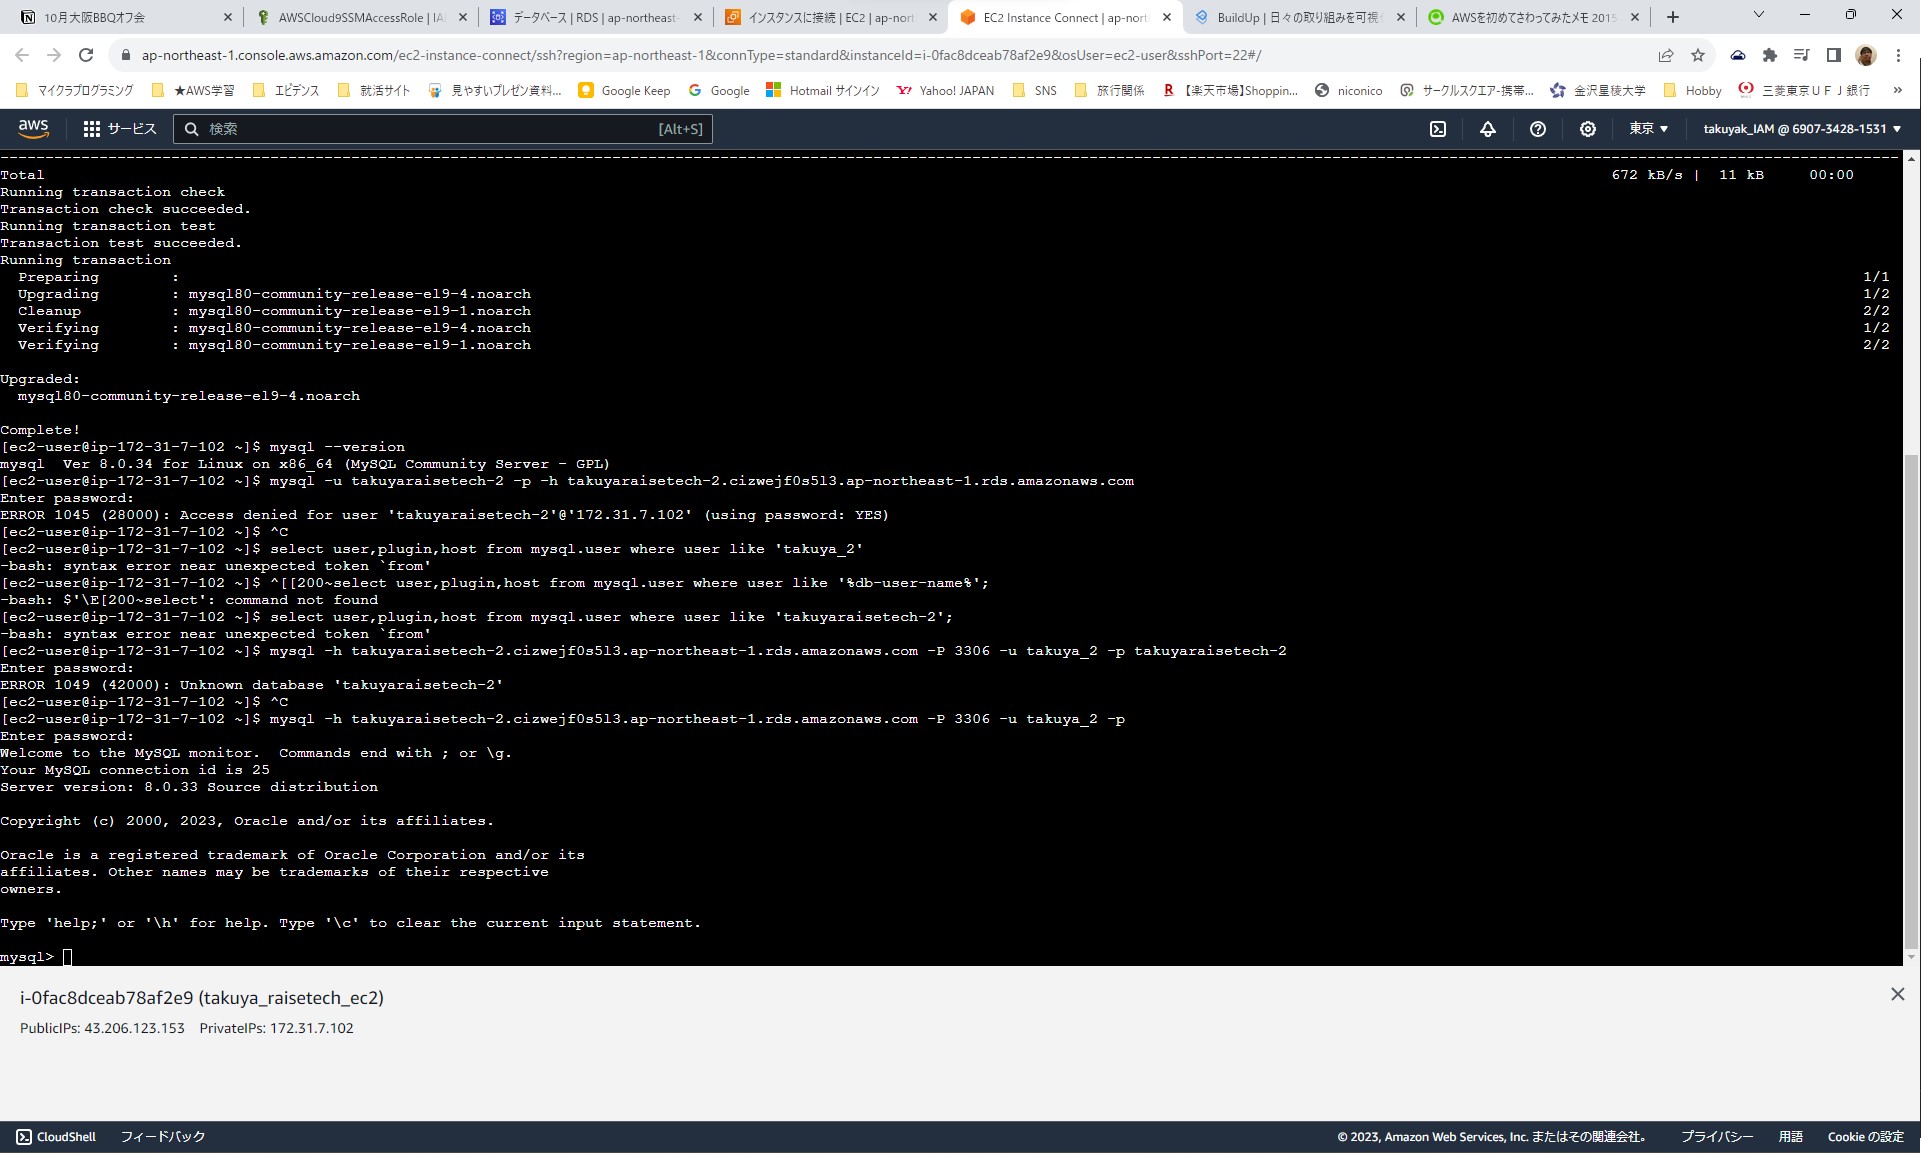 10月大阪BBQオフ会
AWSCloud9SSMAccessRole | IA
データベース | RDS | ap-northeast-
インスタンスに接続 | EC2 | ap-nort
EC2 Instance Connect | ap-nort
BuildUp | 日々の取り組みを可視
AWSを初めてさわってみたメモ 2015
ap-northeast-1.console.aws.amazon.com/ec2-instance-connect/ssh?region=ap-northeast-1&connType=standard&instanceId=i-0fac8dceab78af2e9&osUser=ec2-user&sshPort=22#/
マイクラプログラミング
★AWS学習
エビデンス
就活サイト
見やすいプレゼン資料...
Google Keep
Google
Hotmail サインイン
Yahoo! JAPAN
SNS
旅行関係
【楽天市場】Shoppin...
niconico
サークルスクエア-携帯...
金沢星稜大学
Hobby
三菱東京ＵＦＪ銀行
»
aws
サービス
検索
[Alt+S]
東京 ▼
takuyak_IAM @ 6907-3428-1531 ▼
Total 672 kB/s | 11 kB 00:00
Running transaction check
Transaction check succeeded.
Running transaction test
Transaction test succeeded.
Running transaction
Preparing : 1/1
Upgrading : mysql80-community-release-el9-4.noarch 1/2
Cleanup : mysql80-community-release-el9-1.noarch 2/2
Verifying : mysql80-community-release-el9-4.noarch 1/2
Verifying : mysql80-community-release-el9-1.noarch 2/2
Upgraded:
mysql80-community-release-el9-4.noarch
Complete!
[ec2-user@ip-172-31-7-102 ~]$ mysql --version
mysql  Ver 8.0.34 for Linux on x86_64 (MySQL Community Server - GPL)
[ec2-user@ip-172-31-7-102 ~]$ mysql -u takuyaraisetech-2 -p -h takuyaraisetech-2.cizwejf0s5l3.ap-northeast-1.rds.amazonaws.com
Enter password:
ERROR 1045 (28000): Access denied for user 'takuyaraisetech-2'@'172.31.7.102' (using password: YES)
[ec2-user@ip-172-31-7-102 ~]$ ^C
[ec2-user@ip-172-31-7-102 ~]$ select user,plugin,host from mysql.user where user like 'takuya_2'
-bash: syntax error near unexpected token `from'
[ec2-user@ip-172-31-7-102 ~]$ ^[[200~select user,plugin,host from mysql.user where user like '%db-user-name%';
-bash: $'\E[200~select': command not found
[ec2-user@ip-172-31-7-102 ~]$ select user,plugin,host from mysql.user where user like 'takuyaraisetech-2';
-bash: syntax error near unexpected token `from'
[ec2-user@ip-172-31-7-102 ~]$ mysql -h takuyaraisetech-2.cizwejf0s5l3.ap-northeast-1.rds.amazonaws.com -P 3306 -u takuya_2 -p takuyaraisetech-2
Enter password:
ERROR 1049 (42000): Unknown database 'takuyaraisetech-2'
[ec2-user@ip-172-31-7-102 ~]$ ^C
[ec2-user@ip-172-31-7-102 ~]$ mysql -h takuyaraisetech-2.cizwejf0s5l3.ap-northeast-1.rds.amazonaws.com -P 3306 -u takuya_2 -p
Enter password:
Welcome to the MySQL monitor.  Commands end with ; or \g.
Your MySQL connection id is 25
Server version: 8.0.33 Source distribution
Copyright (c) 2000, 2023, Oracle and/or its affiliates.
Oracle is a registered trademark of Oracle Corporation and/or its
affiliates. Other names may be trademarks of their respective
owners.
Type 'help;' or '\h' for help. Type '\c' to clear the current input statement.
mysql>
i-0fac8dceab78af2e9 (takuya_raisetech_ec2)
PublicIPs: 43.206.123.153 PrivateIPs: 172.31.7.102
CloudShell
フィードバック
© 2023, Amazon Web Services, Inc. またはその関連会社。
プライバシー
用語
Cookie の設定